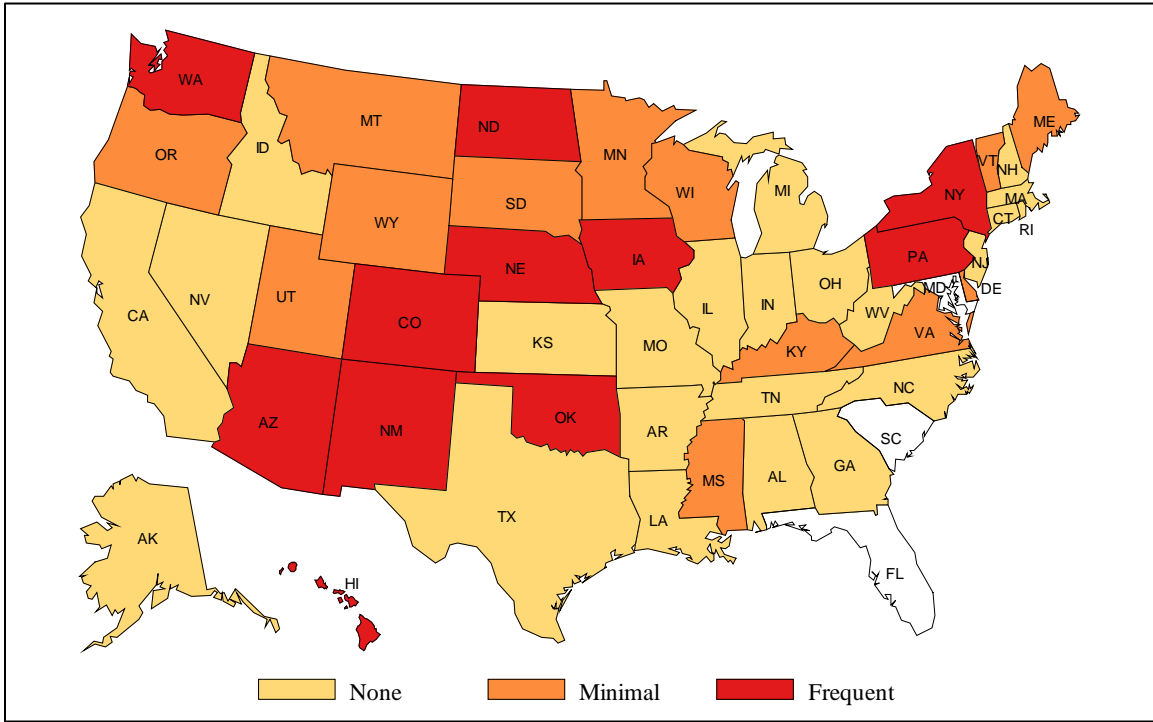 WA
MT
ND
MN
ME
OR
ID
VT
NH
WI
MI
NY
MA
SD
WY
CT
RI
PA
IA
NE
NJ
OH
MD
DE
NV
UT
IL
IN
WV
CA
CO
VA
KS
MO
KY
NC
TN
OK
AZ
NM
AR
SC
GA
MS
AL
TX
LA
AK
FL
HI
None
Minimal
Frequent